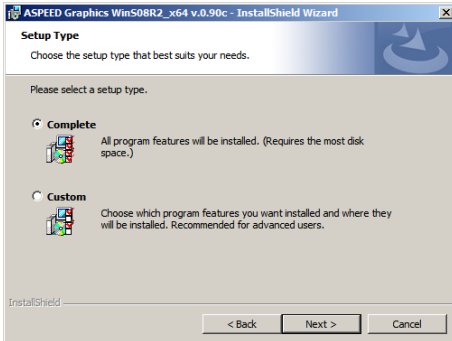 ASPEED Graphics WinS08R2_x64 v.0.90c - InstallShield Wizard
Setup Type
Choose the setup type that best suits your needs.
Please select a setup type.
Complete
All program features will be installed. (Requires the most disk
space.)
Custom
Choose which program features you want installed and where they
will be installed. Recommended for advanced users.
InstallShield
< Back
Next >
Cancel